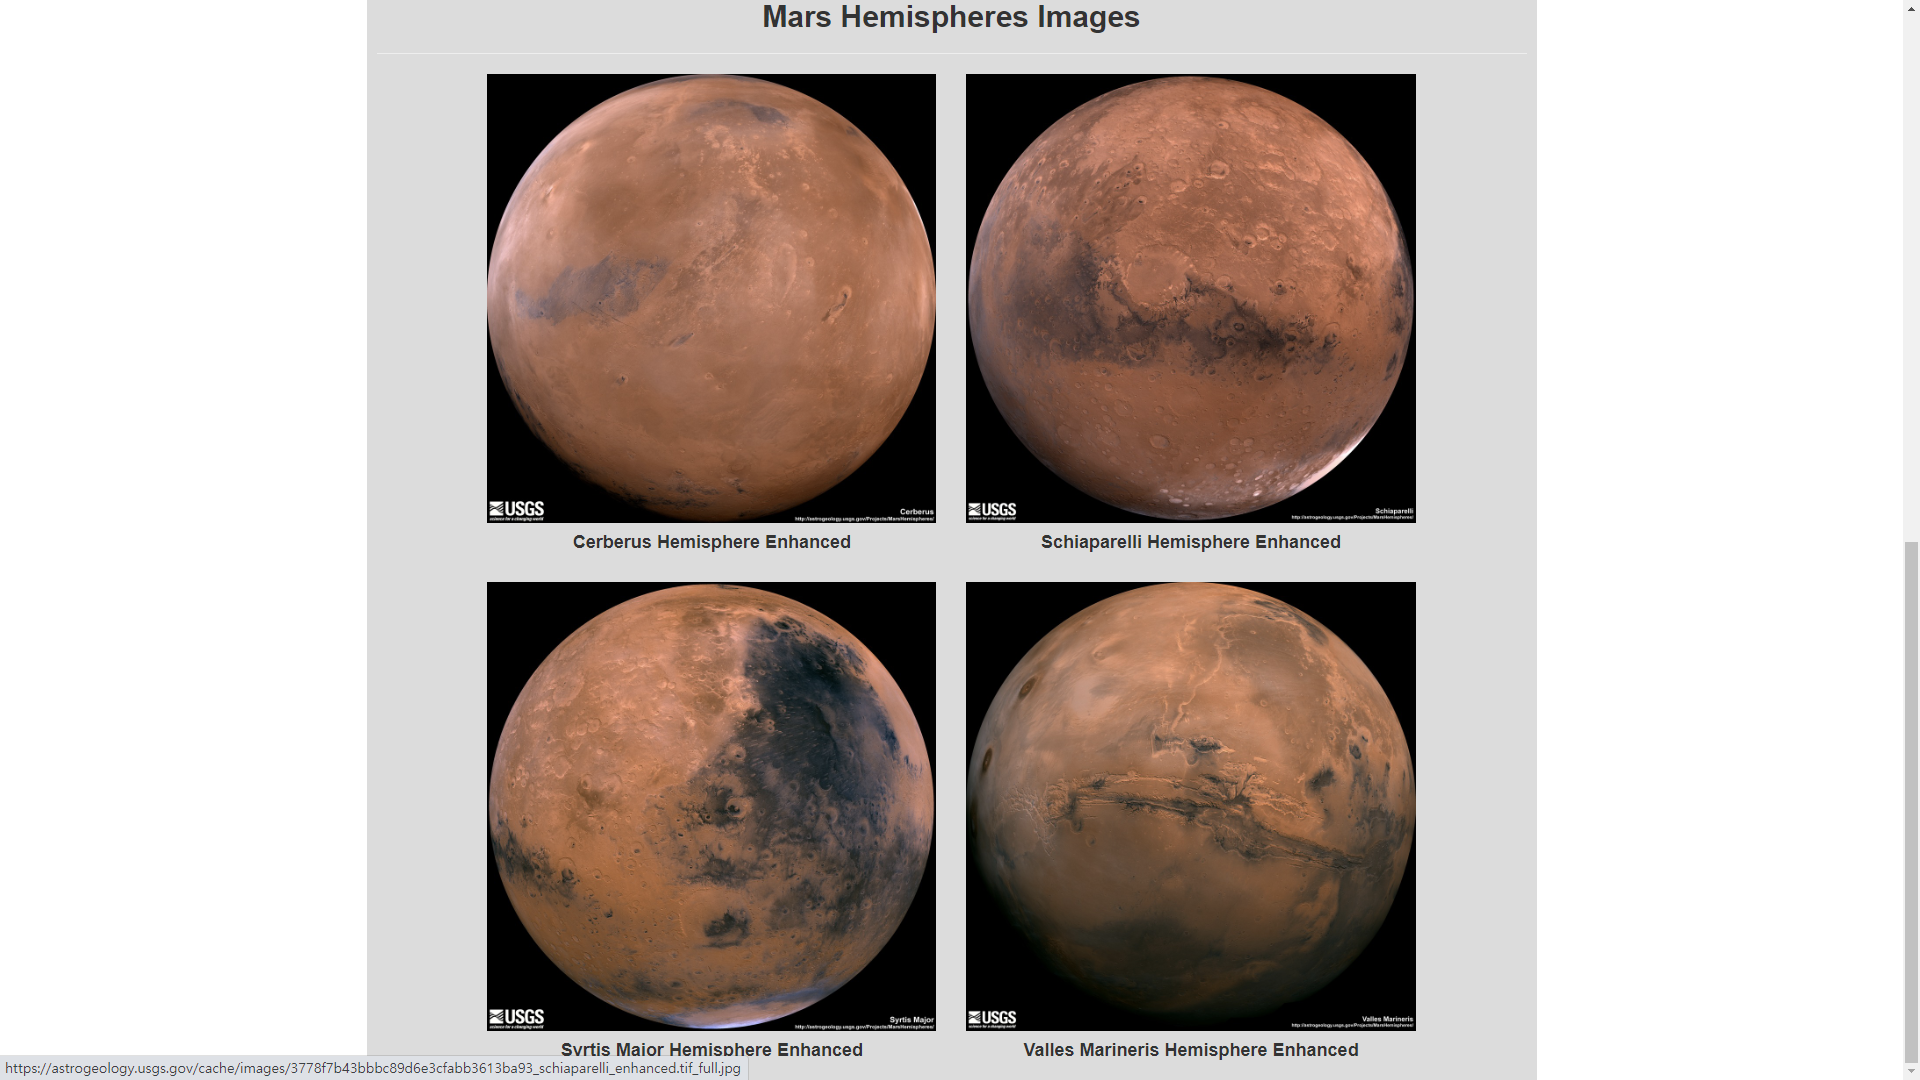 Mars Hemispheres Images
USGS
science for a changing world
Cerberus
http://astrogeology.usgs.gov/Projects/MarsHemispheres/
USGS
science for a changing world
Schiaparelli
http://astrogeology.usgs.gov/Projects/MarsHemispheres/
Cerberus Hemisphere Enhanced
Schiaparelli Hemisphere Enhanced
USGS
science for a changing world
Syrtis Major
http://astrogeology.usgs.gov/Projects/MarsHemispheres/
USGS
science for a changing world
Valles Marineris
http://astrogeology.usgs.gov/Projects/MarsHemispheres/
Syrtis Major Hemisphere Enhanced
Valles Marineris Hemisphere Enhanced
https://astrogeology.usgs.gov/cache/images/3778f7b43bbbc89d6e3cfabb3613ba93_schiaparelli_enhanced.tif_full.jpg